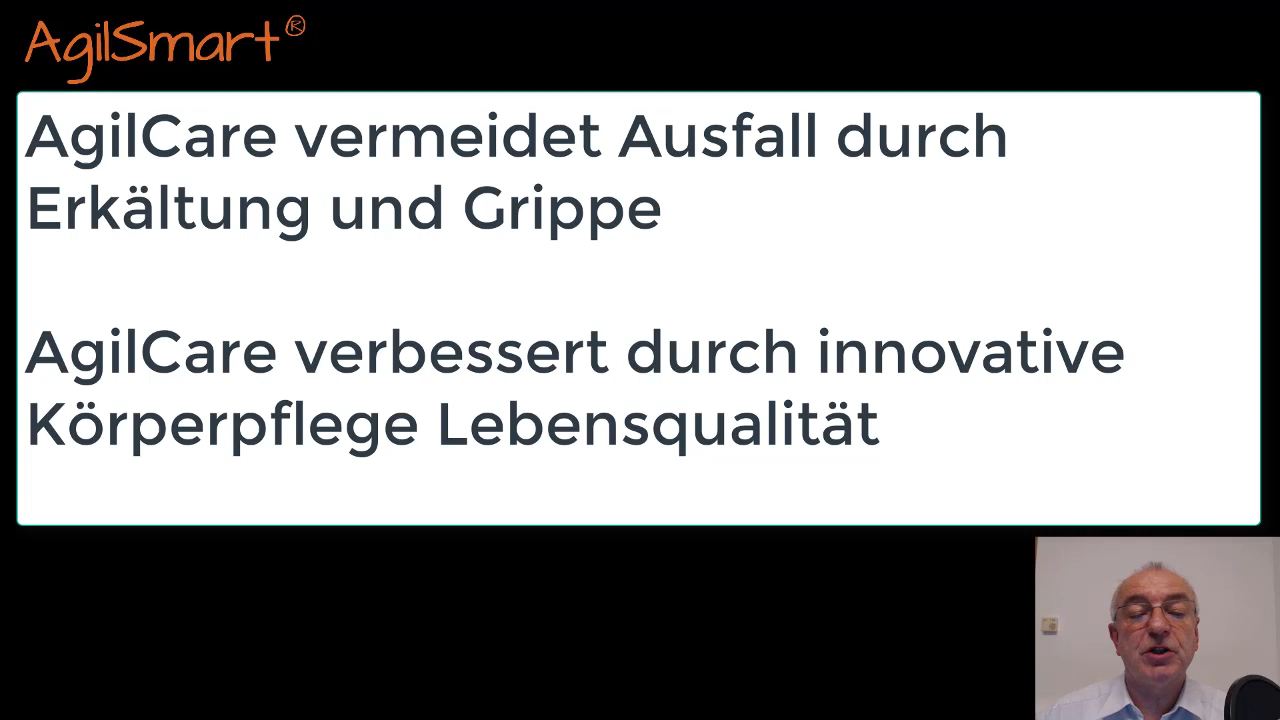 AgilSmart®
AgilCare vermeidet Ausfall durch
Erkältung und Grippe
AgilCare verbessert durch innovative
Körperpflege Lebensqualität